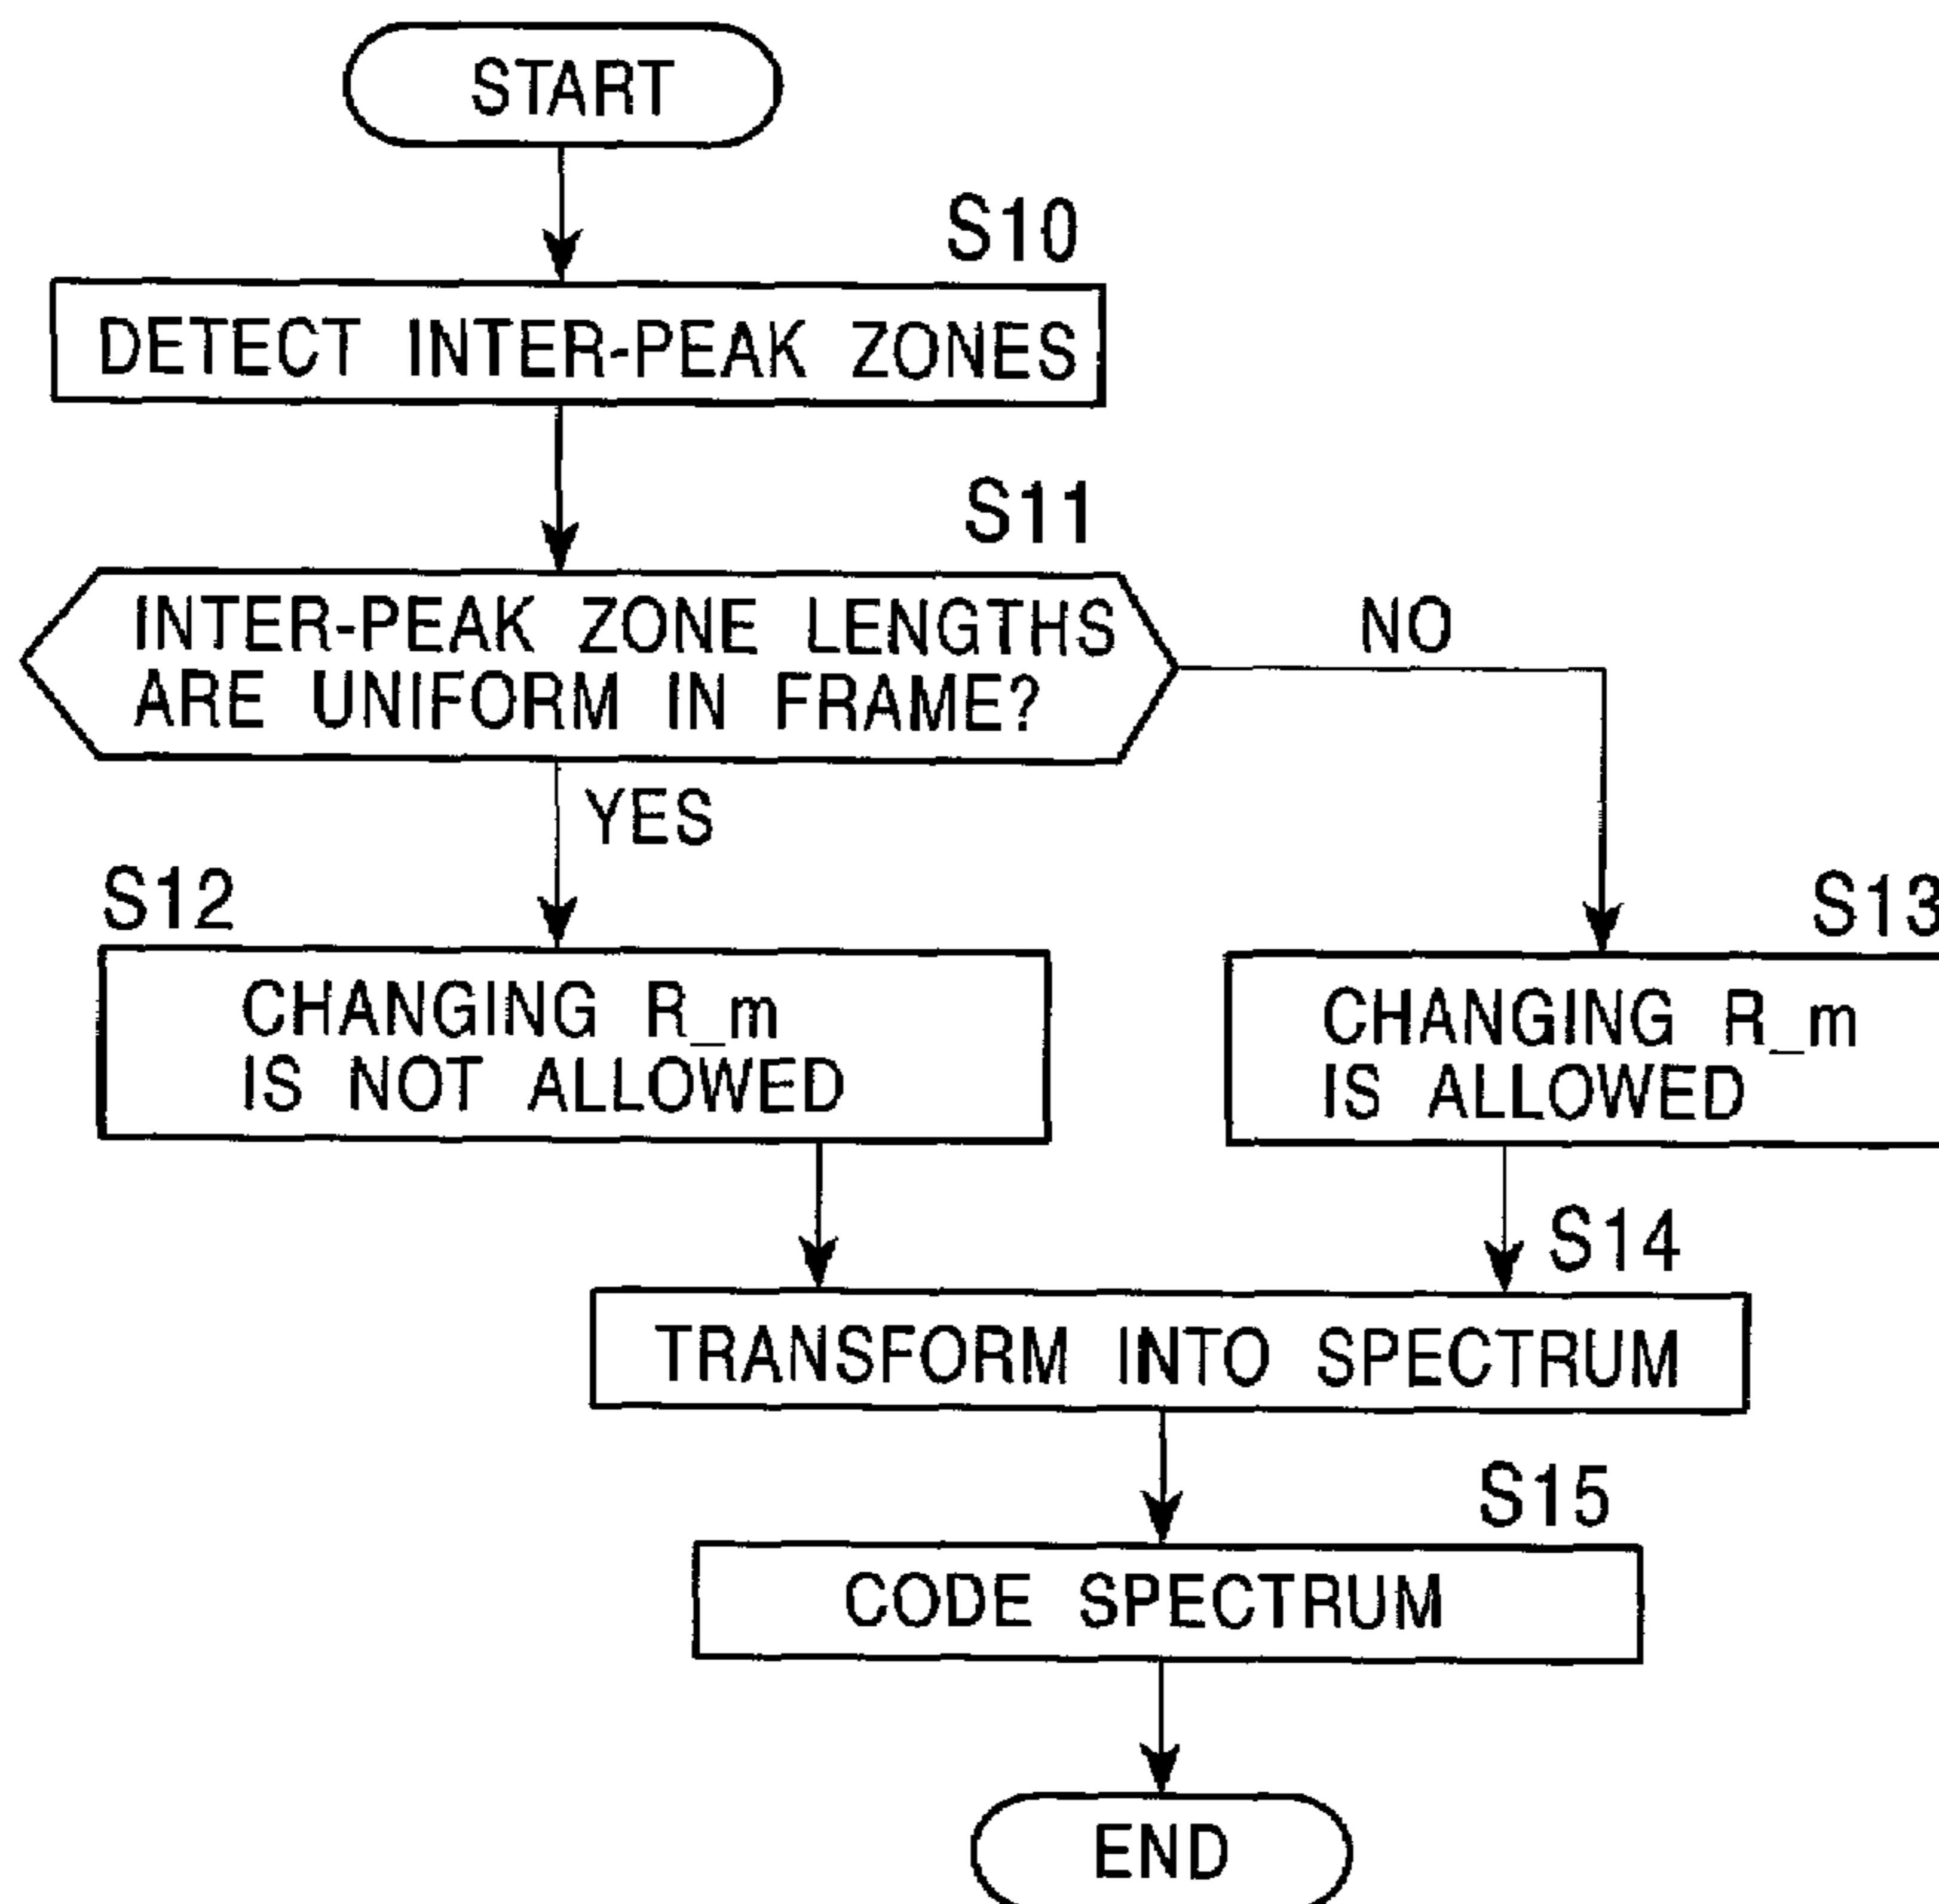 START
S10
DETECT INTER-PEAK ZONES
S11
INTER-PEAK ZONE LENGTHS
ARE UNIFORM IN FRAME?
NO
YES
S12
CHANGING R_m
IS NOT ALLOWED
S13
CHANGING R_m
IS ALLOWED
S14
TRANSFORM INTO SPECTRUM
S15
CODE SPECTRUM
END